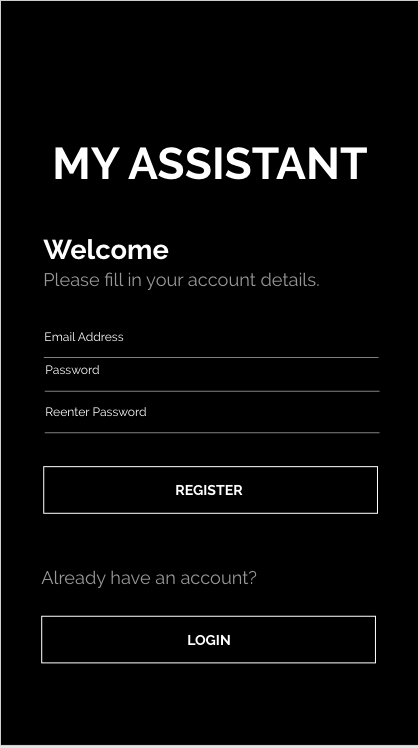 MY ASSISTANT
Welcome
Please fill in your account details.
Email Address
Password
Reenter Password
REGISTER
Already have an account?
LOGIN